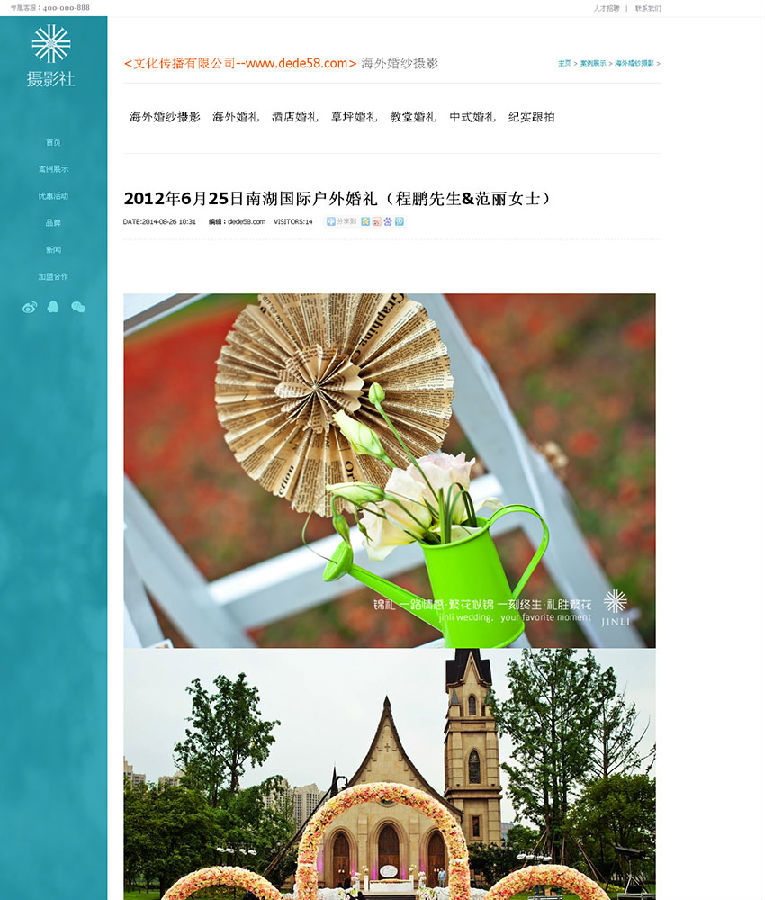 专属客服：400-000-888
人才招聘 | 联系我们
摄影社
首页
案例展示
优惠活动
品牌
新闻
加盟合作
<文化传播有限公司--www.dede58.com> 海外婚纱摄影
主页 > 案例展示 > 海外婚纱摄影 >
海外婚纱摄影 海外婚礼 酒店婚礼 草坪婚礼 教堂婚礼 中式婚礼 纪实跟拍
2012年6月25日南湖国际户外婚礼（程鹏先生&范丽女士）
DATE:2014-08-26 10:31 编辑：dede58.com VISITORS:14 分享到
锦礼 一路情感·繁花似锦 一刻终生·礼胜繁花
jinli wedding, your favorite moment
JINLI